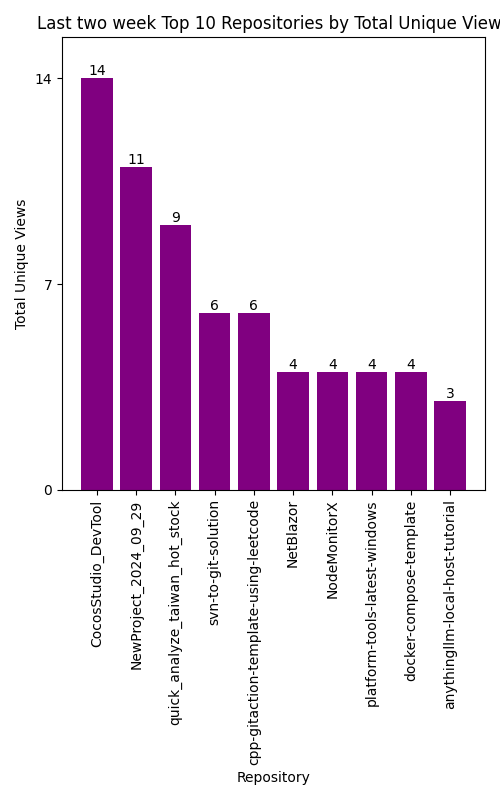 Last two week Top 10 Repositories by Total Unique View
14
11
9
6
6
4
4
4
4
3
14
7
0
Total Unique Views
CocosStudio_DevTool
NewProject_2024_09_29
quick_analyze_taiwan_hot_stock
svn-to-git-solution
cpp-gitaction-template-using-leetcode
NetBlazor
NodeMonitorX
platform-tools-latest-windows
docker-compose-template
anythingllm-local-host-tutorial
Repository